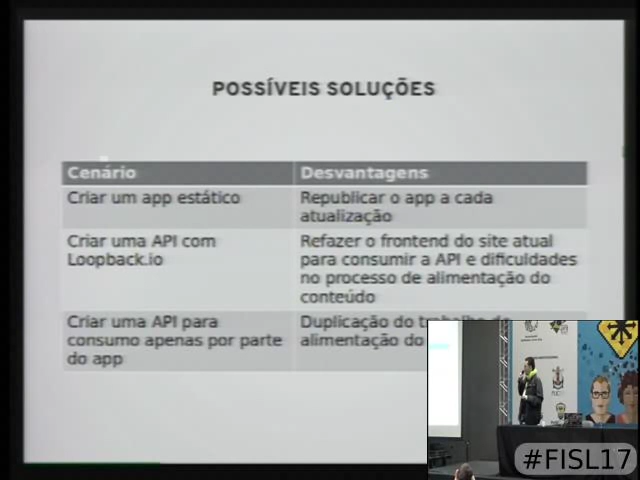 POSSÍVEIS SOLUÇÕES
Cenário
Desvantagens
Criar um app estático
Republicar o app a cada
atualização
Criar uma API com
Loopback.io
Refazer o frontend do site atual
para consumir a API e dificuldades
no processo de alimentação do
conteúdo
Criar uma API para
consumo apenas por parte
do app
Duplicação do trabalho de
alimentação do
#FISL17